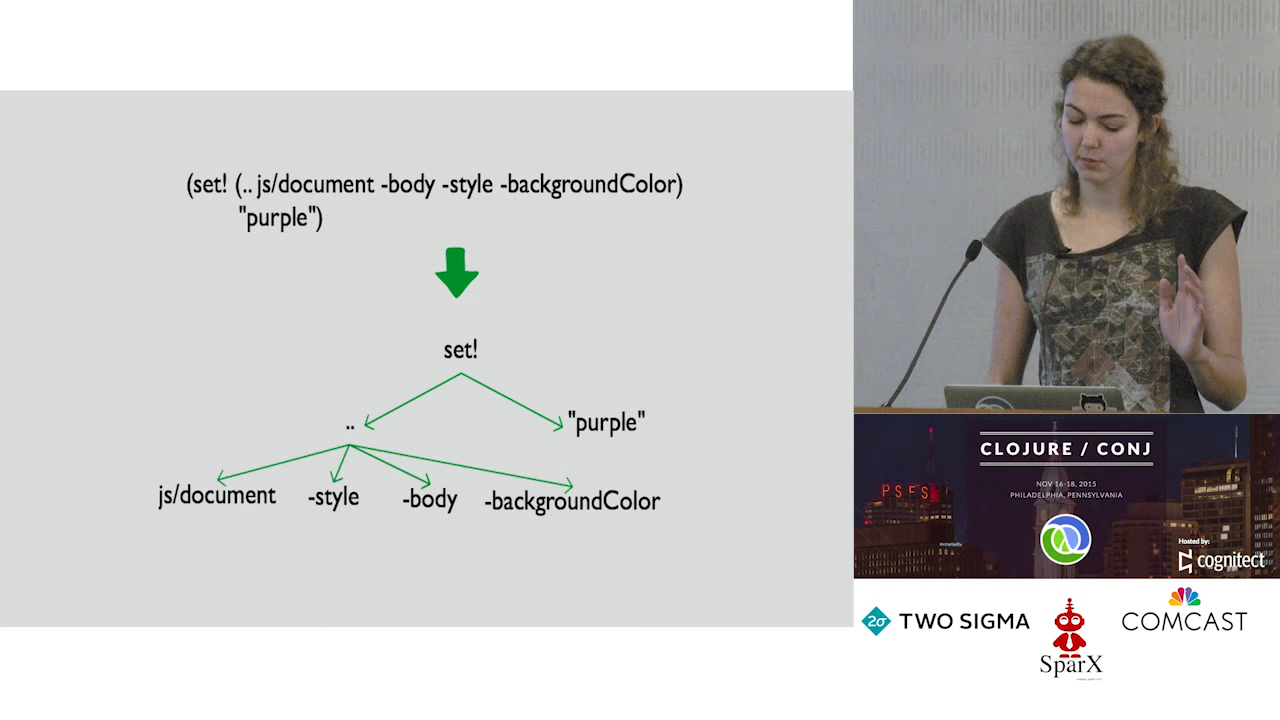 (set! (.. js/document -body -style -backgroundColor)
"purple")
set!
..
"purple"
js/document
-style
-body
-backgroundColor
CLOJURE / CONJ
NOV 16-18, 2015
PHILADELPHIA, PENNSYLVANIA
PSFS
Hosted by:
cognitect
2σ TWO SIGMA
SparX
COMCAST